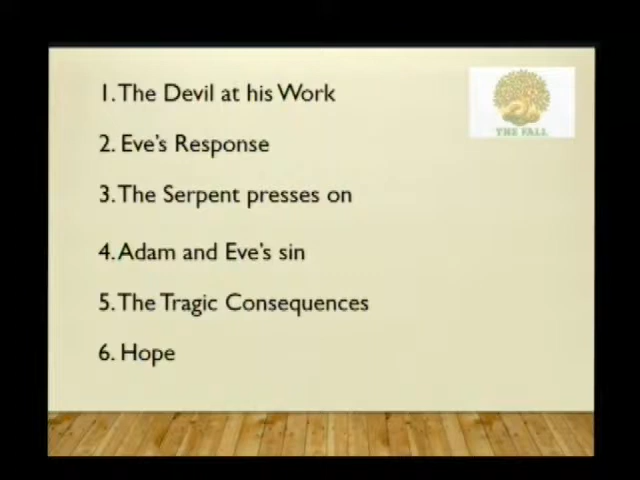 1. The Devil at his Work
THE FALL
2. Eve's Response
3. The Serpent presses on
4. Adam and Eve's sin
5. The Tragic Consequences
6. Hope